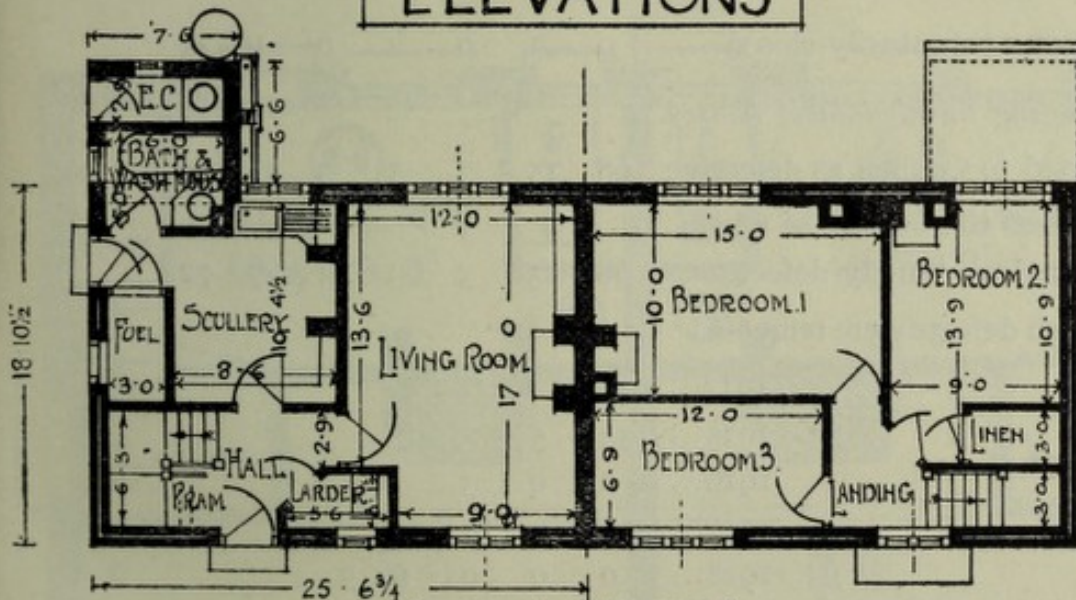 ELEVATIONS
7·6
E.C
6·6
6·0
BATH &
WASH HOUSE
12·0
15·0
18 10½
FUEL
SCULLERY
10 4½
13·6
LIVING ROOM
17 0
10·0
BEDROOM.1
BEDROOM 2
13·9
10·9
3·0
8·6
9·0
12·0
2·9
HALL
PRAM
LARDER
5·6
3·6
9·0
6·9
BEDROOM 3.
LANDING
LINEN
3·0
3·0
25 · 6¾